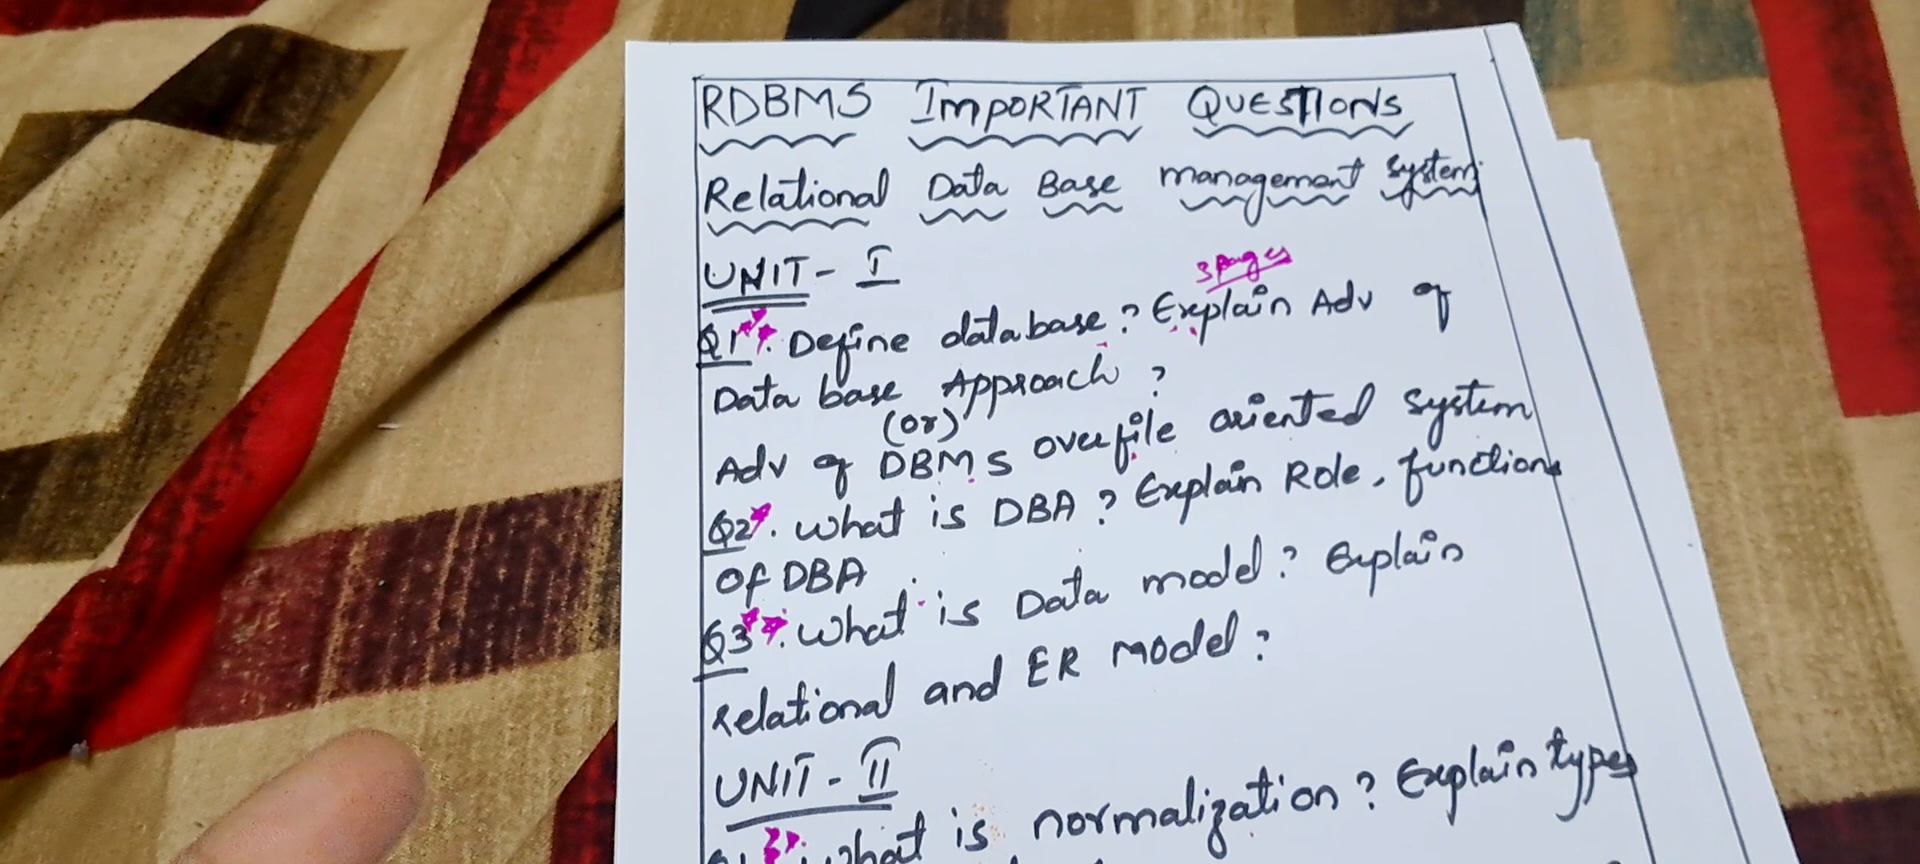 RDBMS IMPORTANT QUESTIONS
Relational Data Base management system
UNIT - I
3 Pages
Q1. Define database? Explain Adv of
Data base Approach?
(or)
Adv of DBMS over file oriented system
Q2. What is DBA? Explain Role, functions
of DBA
Q3. What is Data model? Explain
Relational and ER model?
UNIT - II
Q1. What is normalization? Explain types